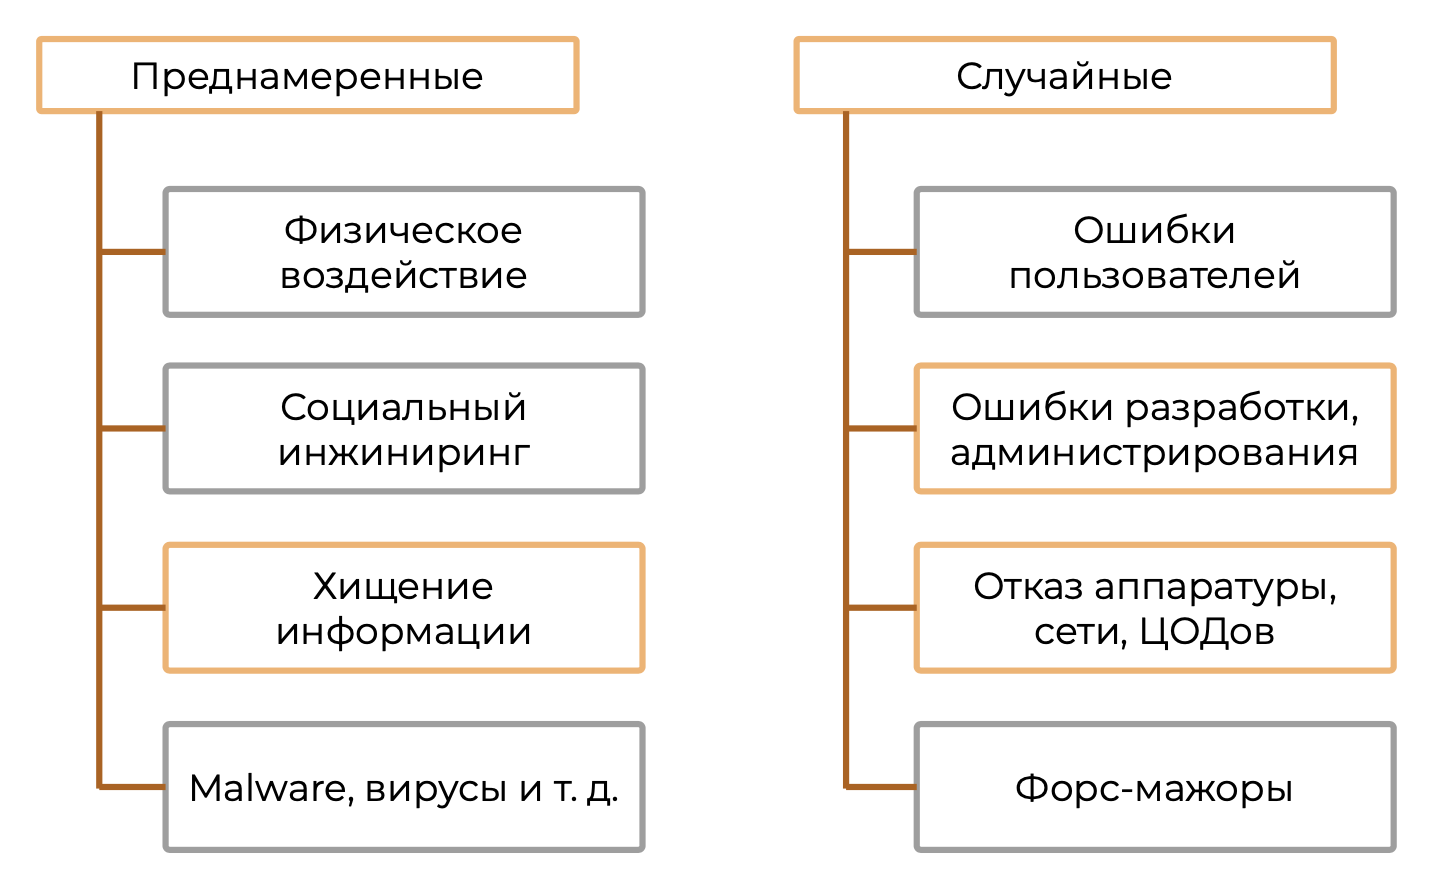 Преднамеренные
Физическое
воздействие
Социальный
инжиниринг
Хищение
информации
Malware, вирусы и т. д.
Случайные
Ошибки
пользователей
Ошибки разработки,
администрирования
Отказ аппаратуры,
сети, ЦОДов
Форс-мажоры